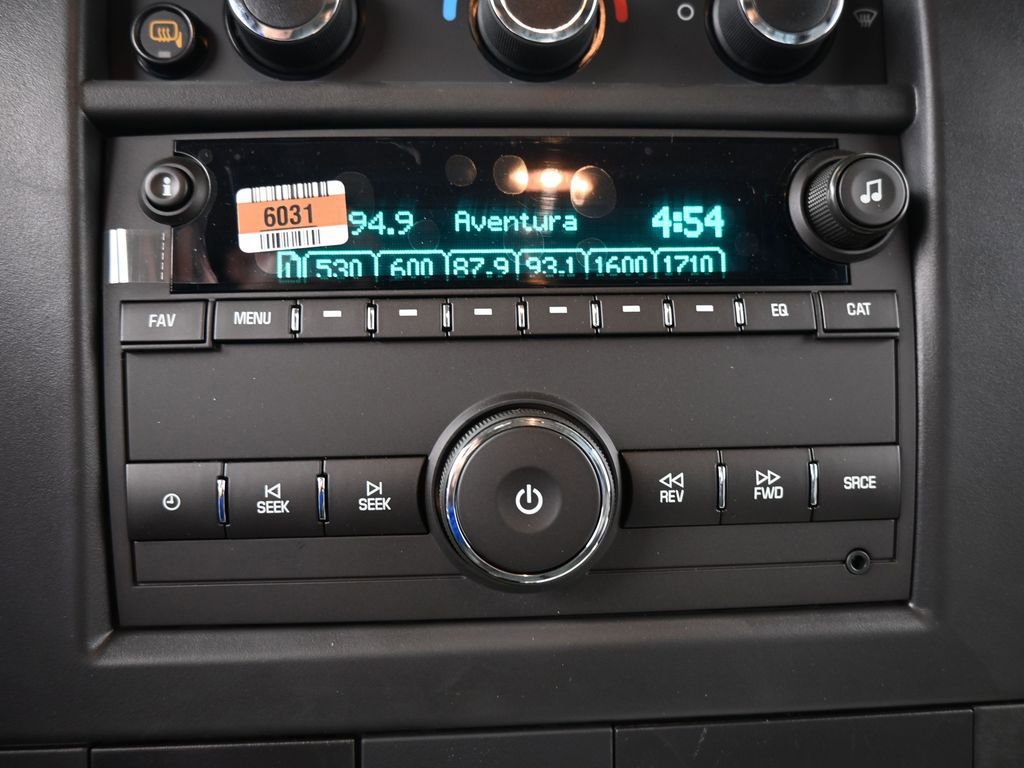 6031
94.9 Aventura 4:54
1 530 600 87.9 93.1 1600 1710
FAV MENU EQ CAT
SEEK SEEK REV FWD SRCE